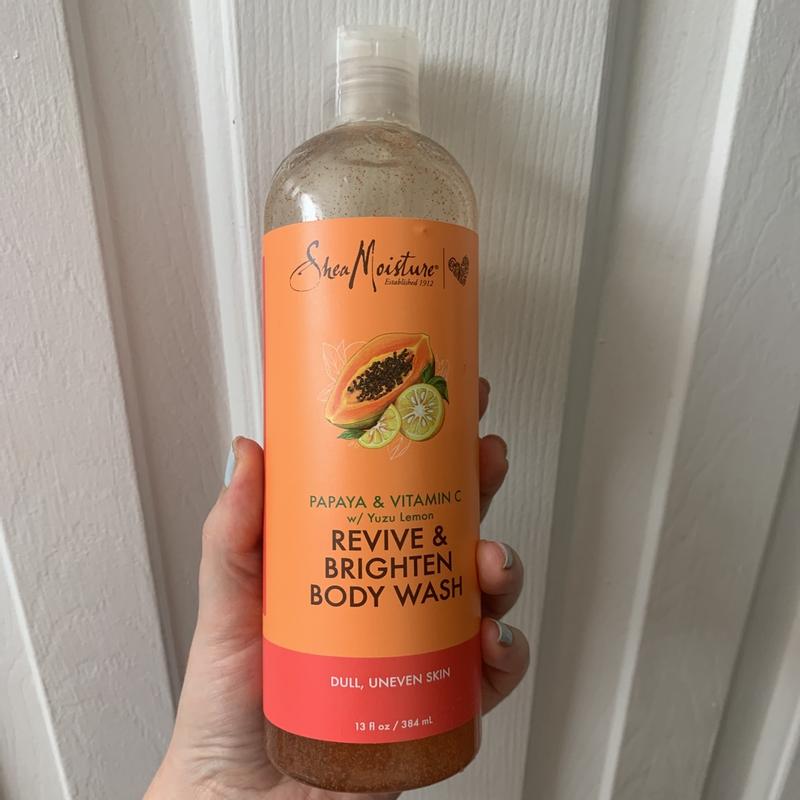 SheaMoisture®
Established 1912
PAPAYA & VITAMIN C
w/ Yuzu Lemon
REVIVE &
BRIGHTEN
BODY WASH
DULL, UNEVEN SKIN
13 fl oz / 384 mL